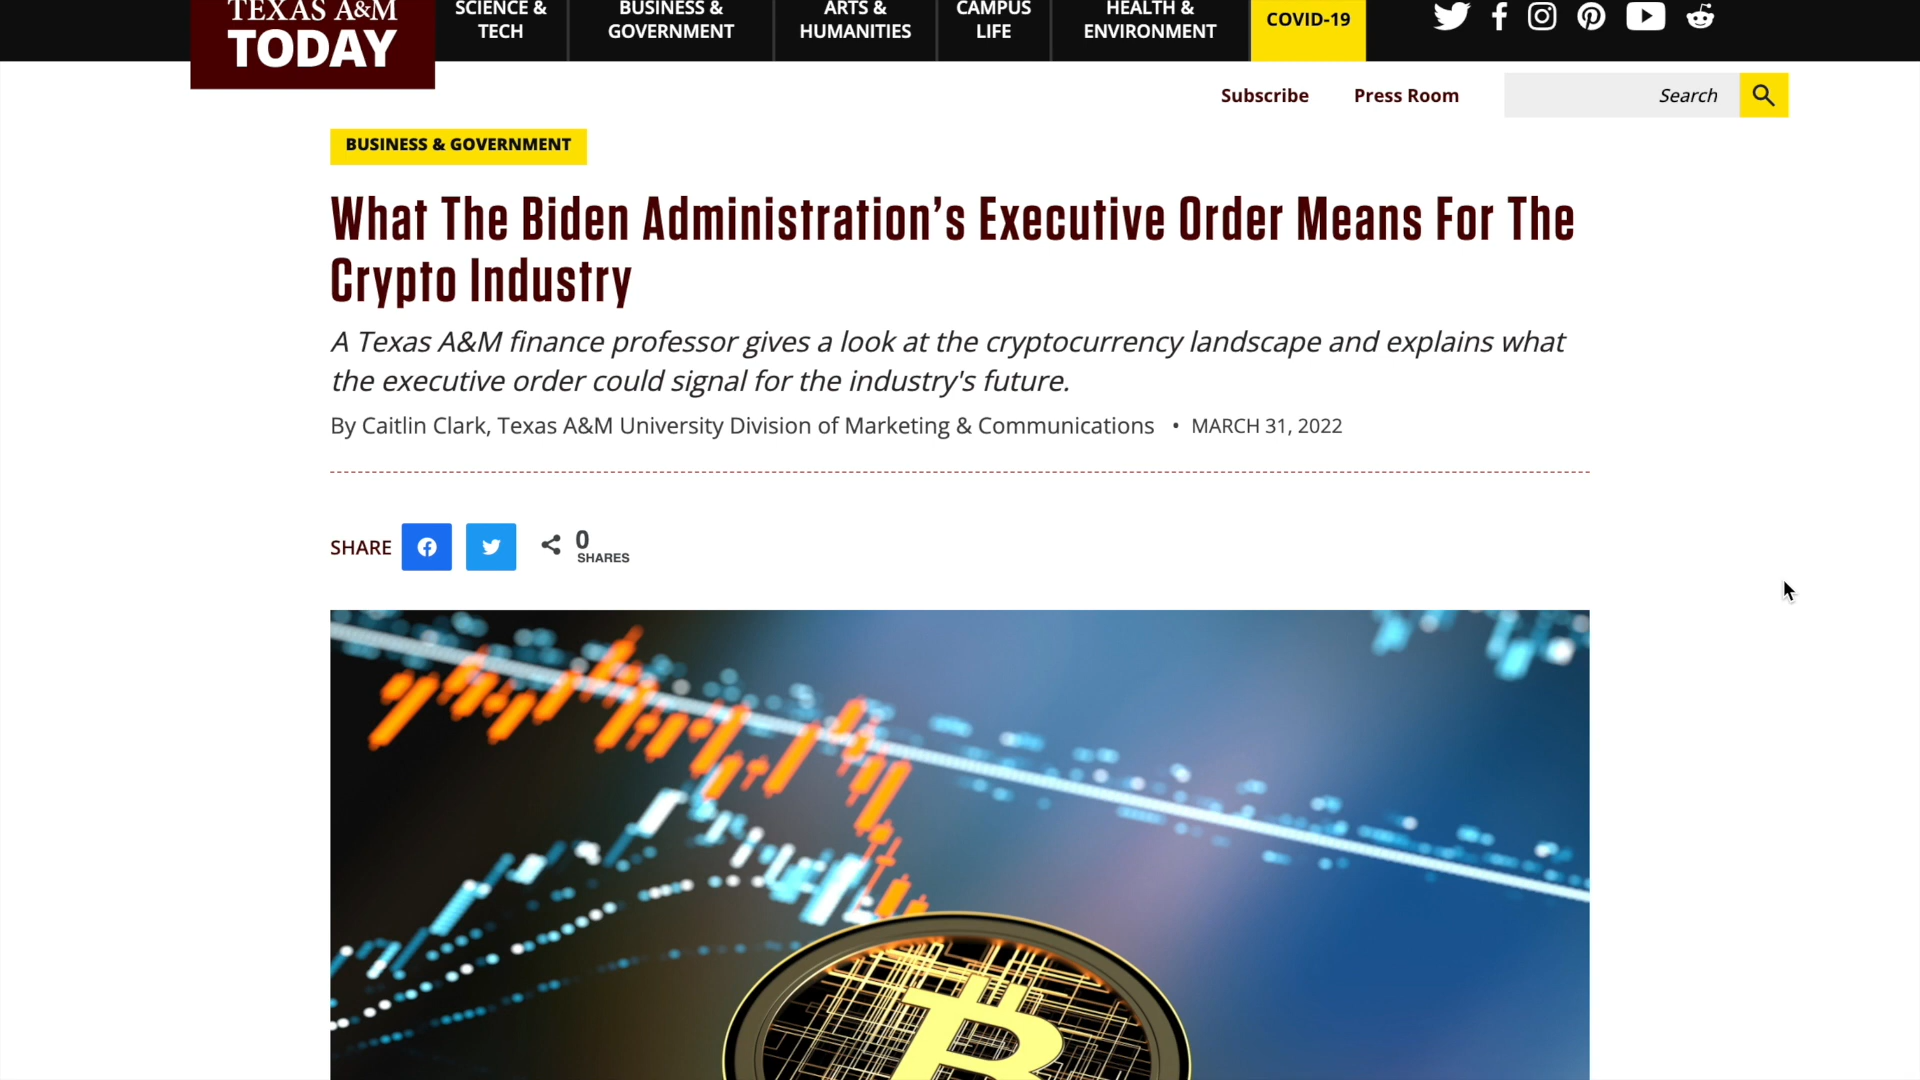 TEXAS A&M
TODAY
SCIENCE &
TECH
BUSINESS &
GOVERNMENT
ARTS &
HUMANITIES
CAMPUS
LIFE
HEALTH &
ENVIRONMENT
COVID-19
Subscribe
Press Room
Search
BUSINESS & GOVERNMENT
What The Biden Administration’s Executive Order Means For The
Crypto Industry
A Texas A&M finance professor gives a look at the cryptocurrency landscape and explains what
the executive order could signal for the industry's future.
By Caitlin Clark, Texas A&M University Division of Marketing & Communications • MARCH 31, 2022
SHARE
0
SHARES